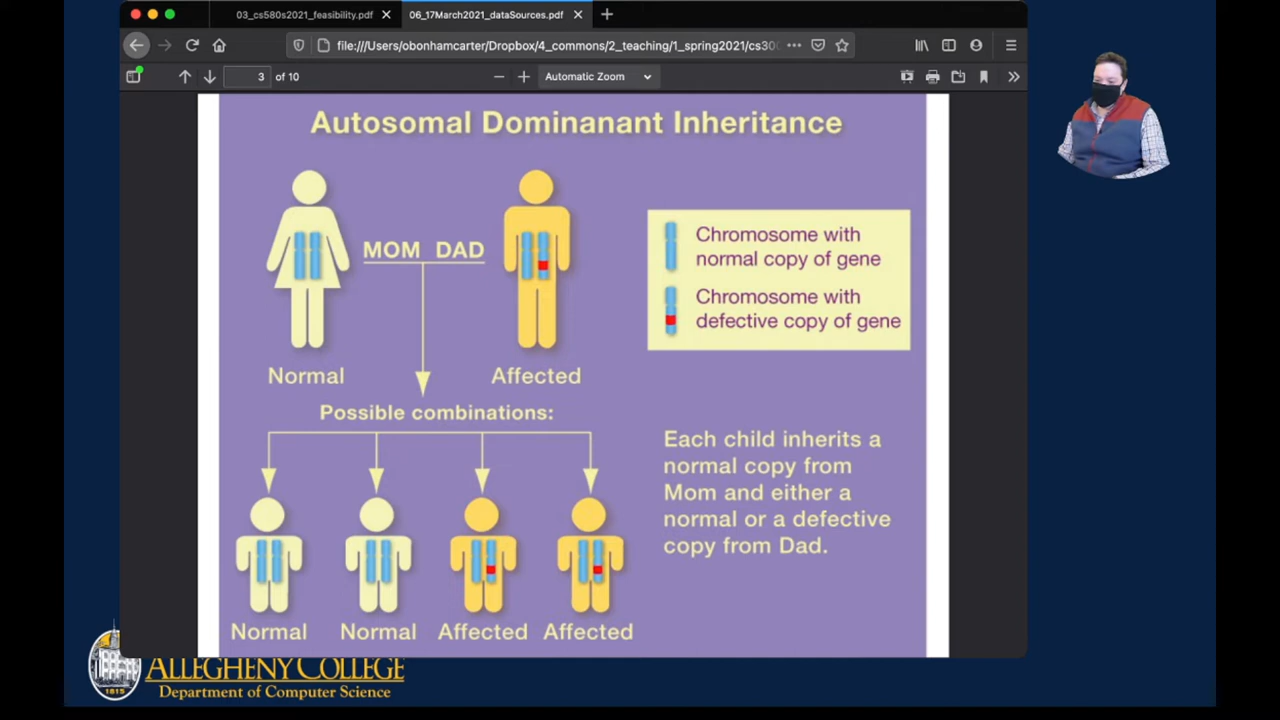 03_cs580s2021_feasibility.pdf
06_17March2021_dataSources.pdf
file:///Users/obonhamcarter/Dropbox/4_commons/2_teaching/1_spring2021/cs300
3 of 10
Automatic Zoom
Autosomal Dominanant Inheritance
MOM DAD
Normal
Affected
Chromosome with
normal copy of gene
Chromosome with
defective copy of gene
Possible combinations:
Each child inherits a
normal copy from
Mom and either a
normal or a defective
copy from Dad.
Normal
Normal
Affected
Affected
1815
ALLEGHENY COLLEGE
Department of Computer Science